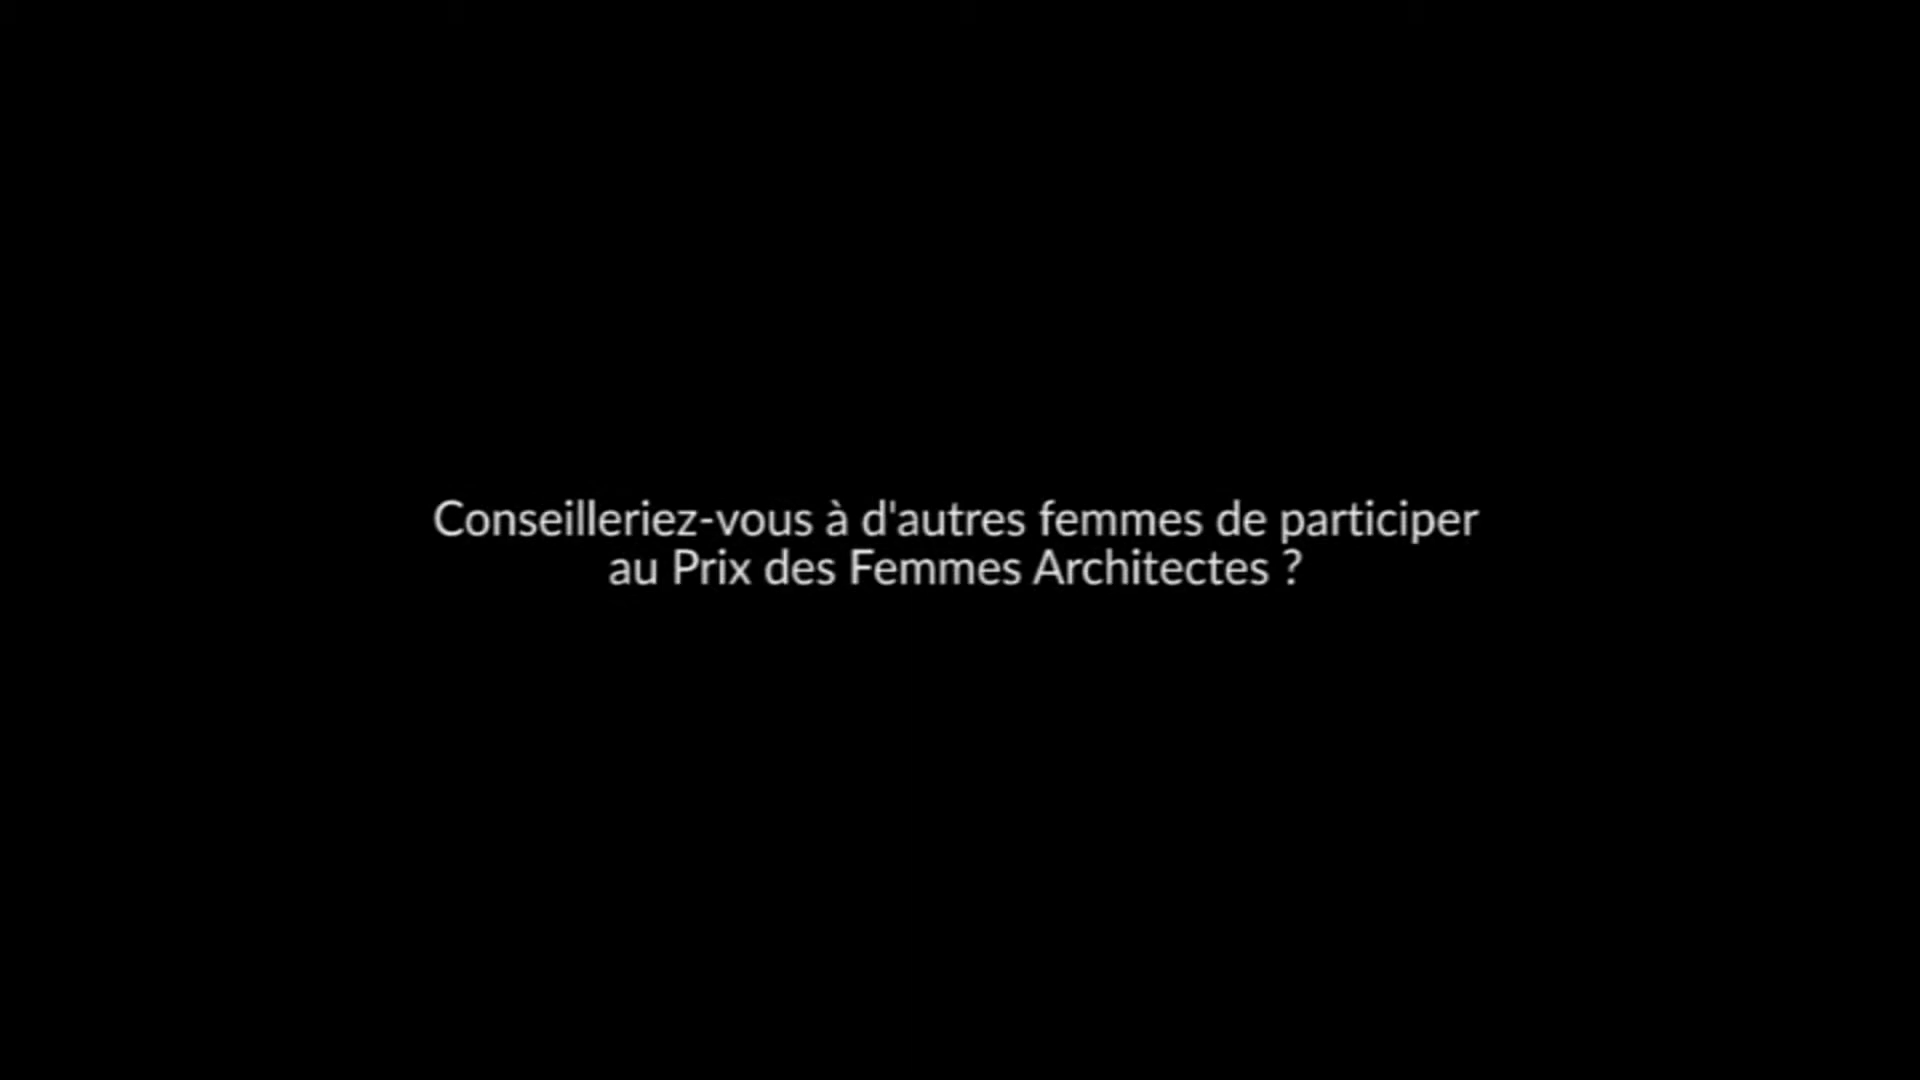 Conseilleriez-vous à d'autres femmes de participer
au Prix des Femmes Architectes ?